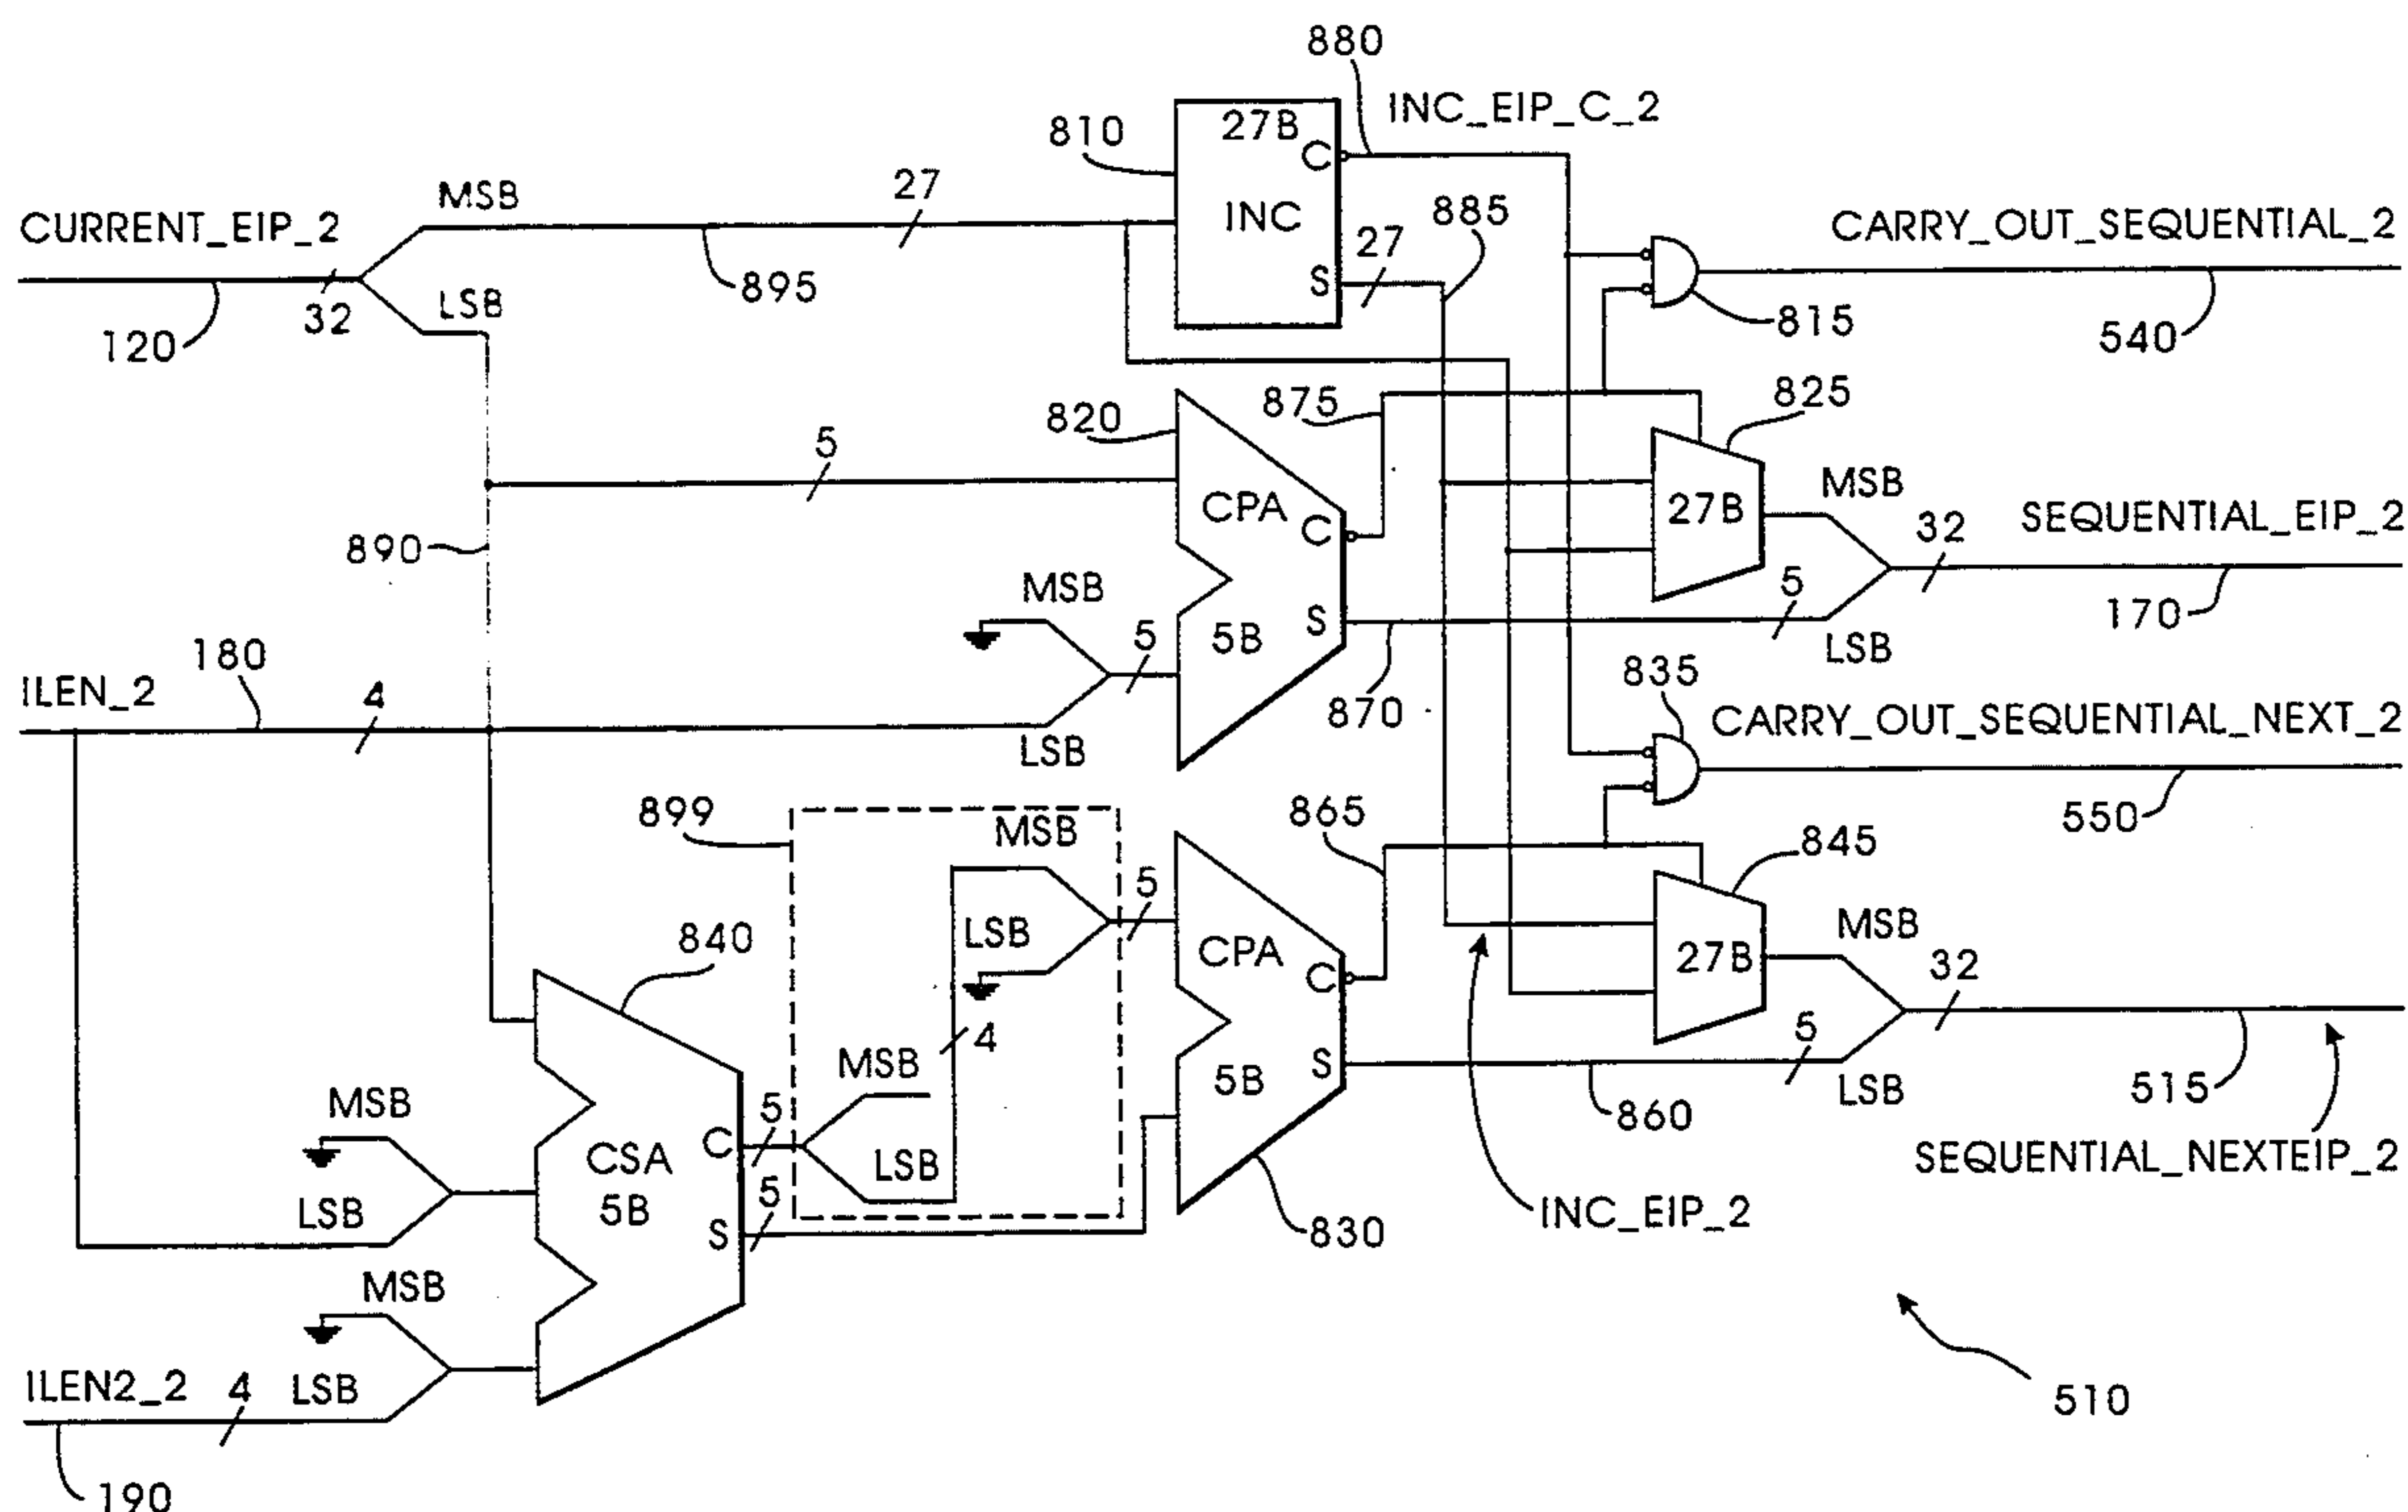 880
INC_EIP_C_2
810
27B
C
MSB
27
INC
885
CURRENT_EIP_2
CARRY_OUT_SEQUENTIAL_2
27
S
895
LSB
32
120
815
540
820
875
825
5
CPA
C
MSB
27B
32
SEQUENTIAL_EIP_2
890
MSB
5
5
5B
S
170
180
LSB
835
ILEN_2
4
870
CARRY_OUT_SEQUENTIAL_NEXT_2
LSB
899
MSB
865
550
845
5
840
LSB
CPA
C
MSB
27B
32
4
5
MSB
5B
S
515
MSB
5
LSB
860
C
CSA
LSB
5B
5
SEQUENTIAL_NEXTEIP_2
LSB
S
INC_EIP_2
830
MSB
ILEN2_2
4
LSB
510
190